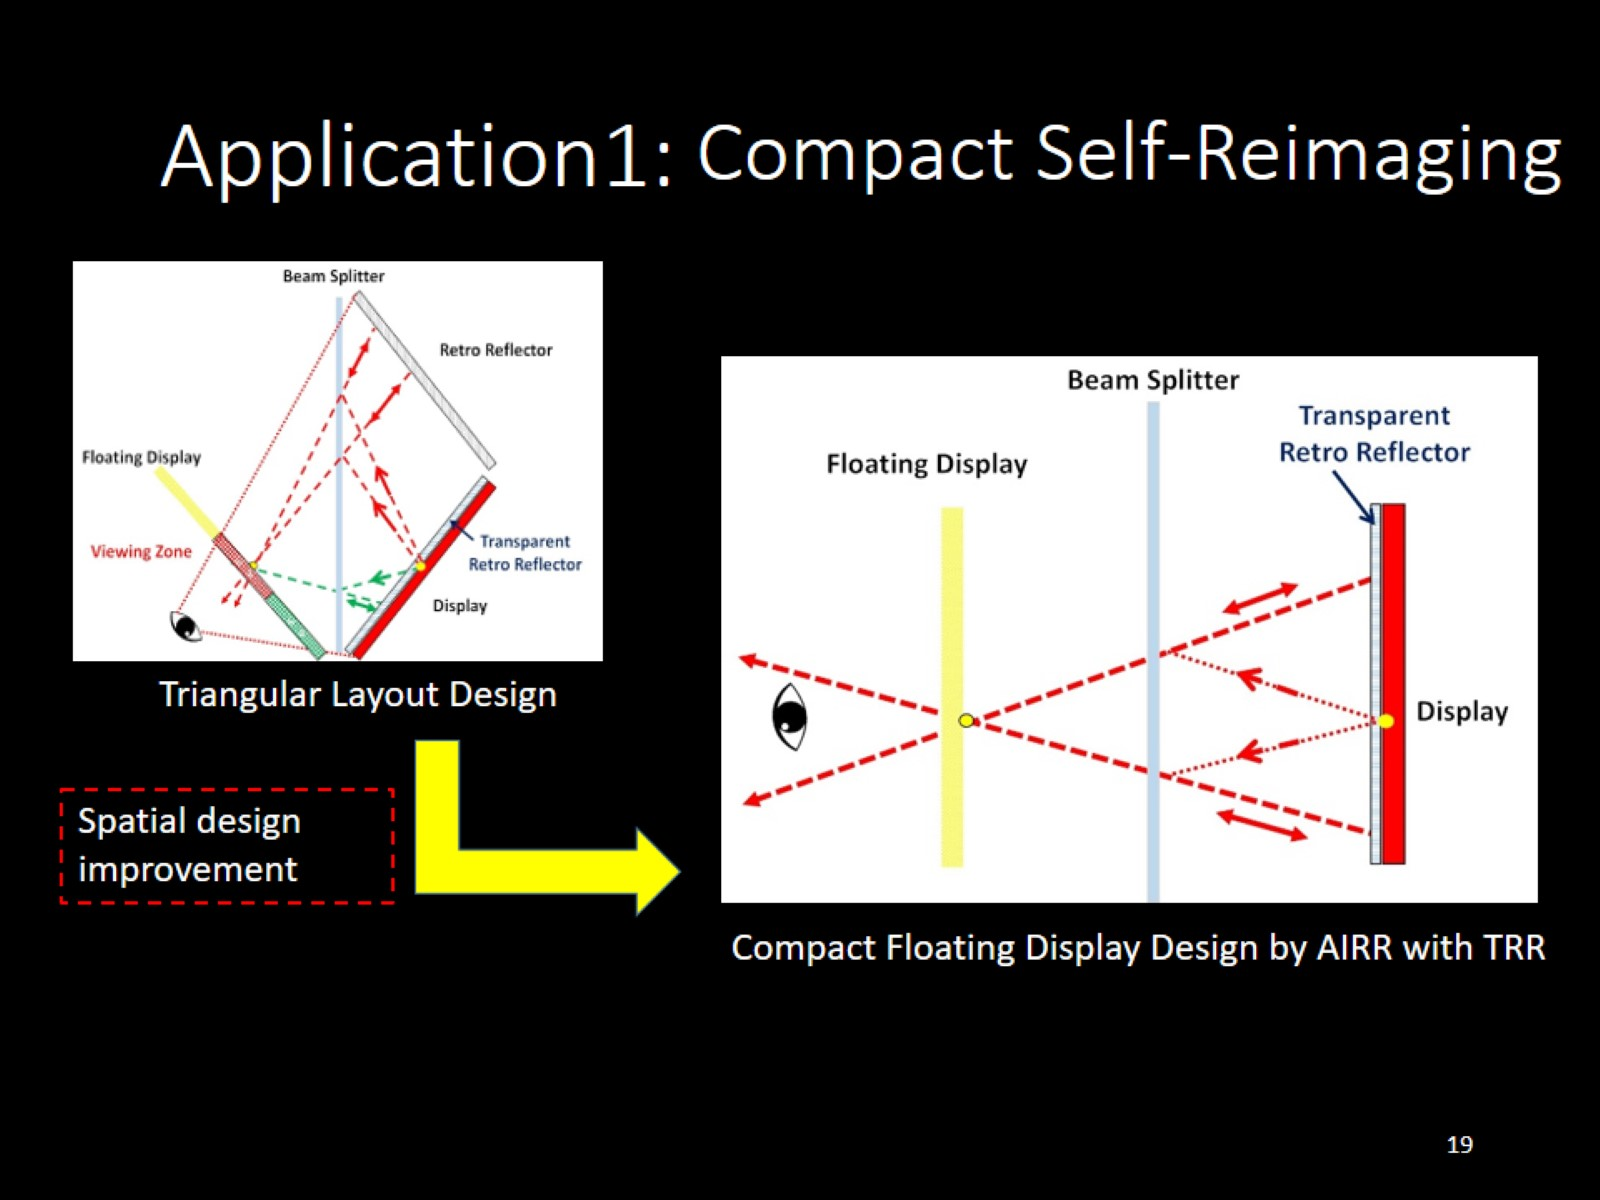 Application1: Compact Self-Reimaging
Beam Splitter
Retro Reflector
Floating Display
Viewing Zone
Transparent
Retro Reflector
Display
Triangular Layout Design
Spatial design
improvement
Beam Splitter
Transparent
Retro Reflector
Floating Display
Display
Compact Floating Display Design by AIRR with TRR
19